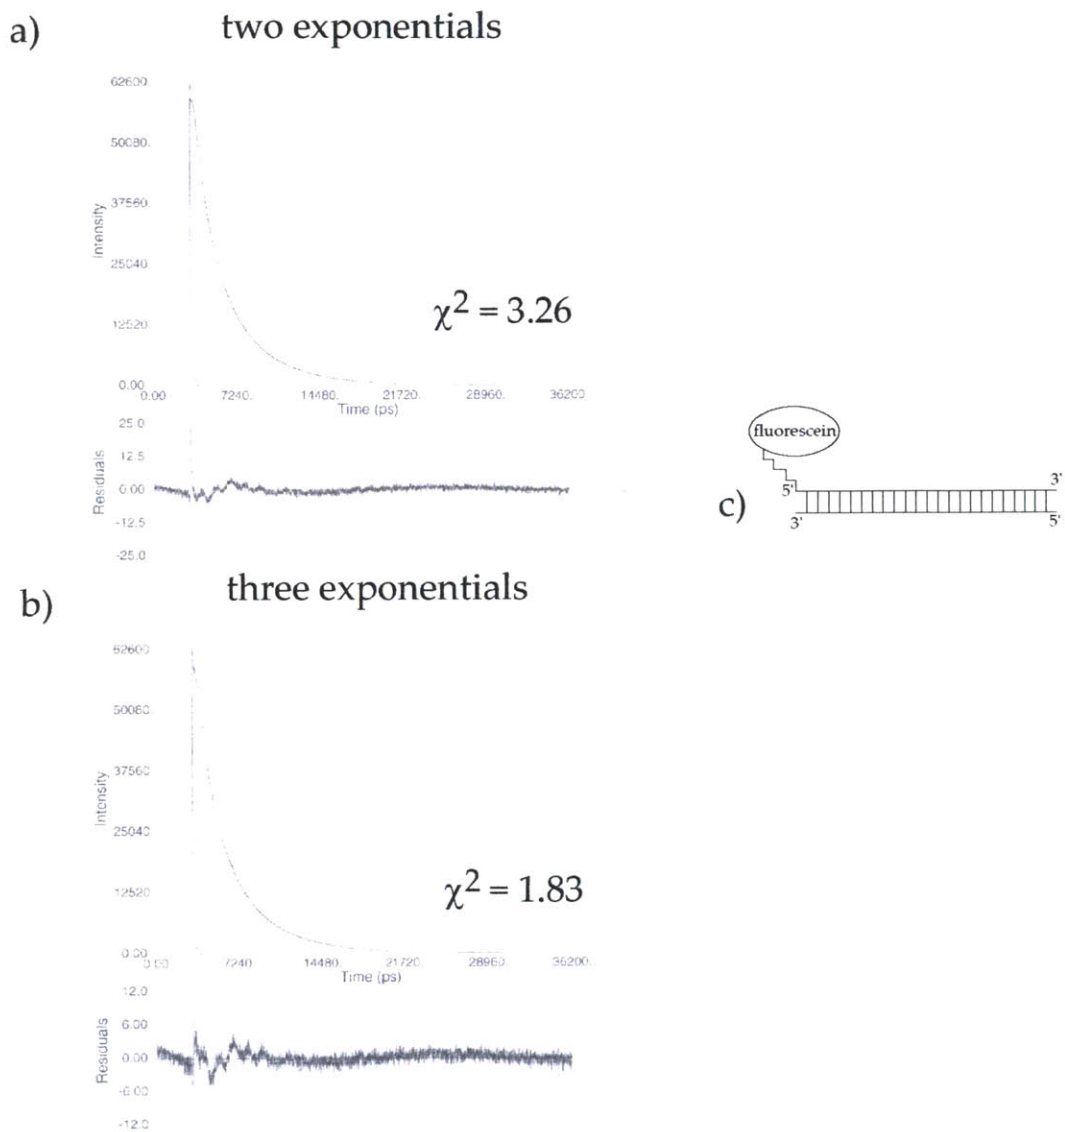 a)
two exponentials
62600.
50080.
37560.
25040
12520
0.00
Intensity
0.00 7240. 14480. 21720. 28960. 36200
Time (ps)
χ2 = 3.26
25.0
12.5
0.00
-12.5
-25.0
Residuals
c)
fluorescein
5' 3'
3' 5'
b)
three exponentials
62600
50080
37560
25040
12520
0.00
Intensity
0.00 7240 14480. 21720. 28960 36200.
Time (ps)
χ2 = 1.83
12.0
6.00
0.00
-6.00
-12.0
Residuals